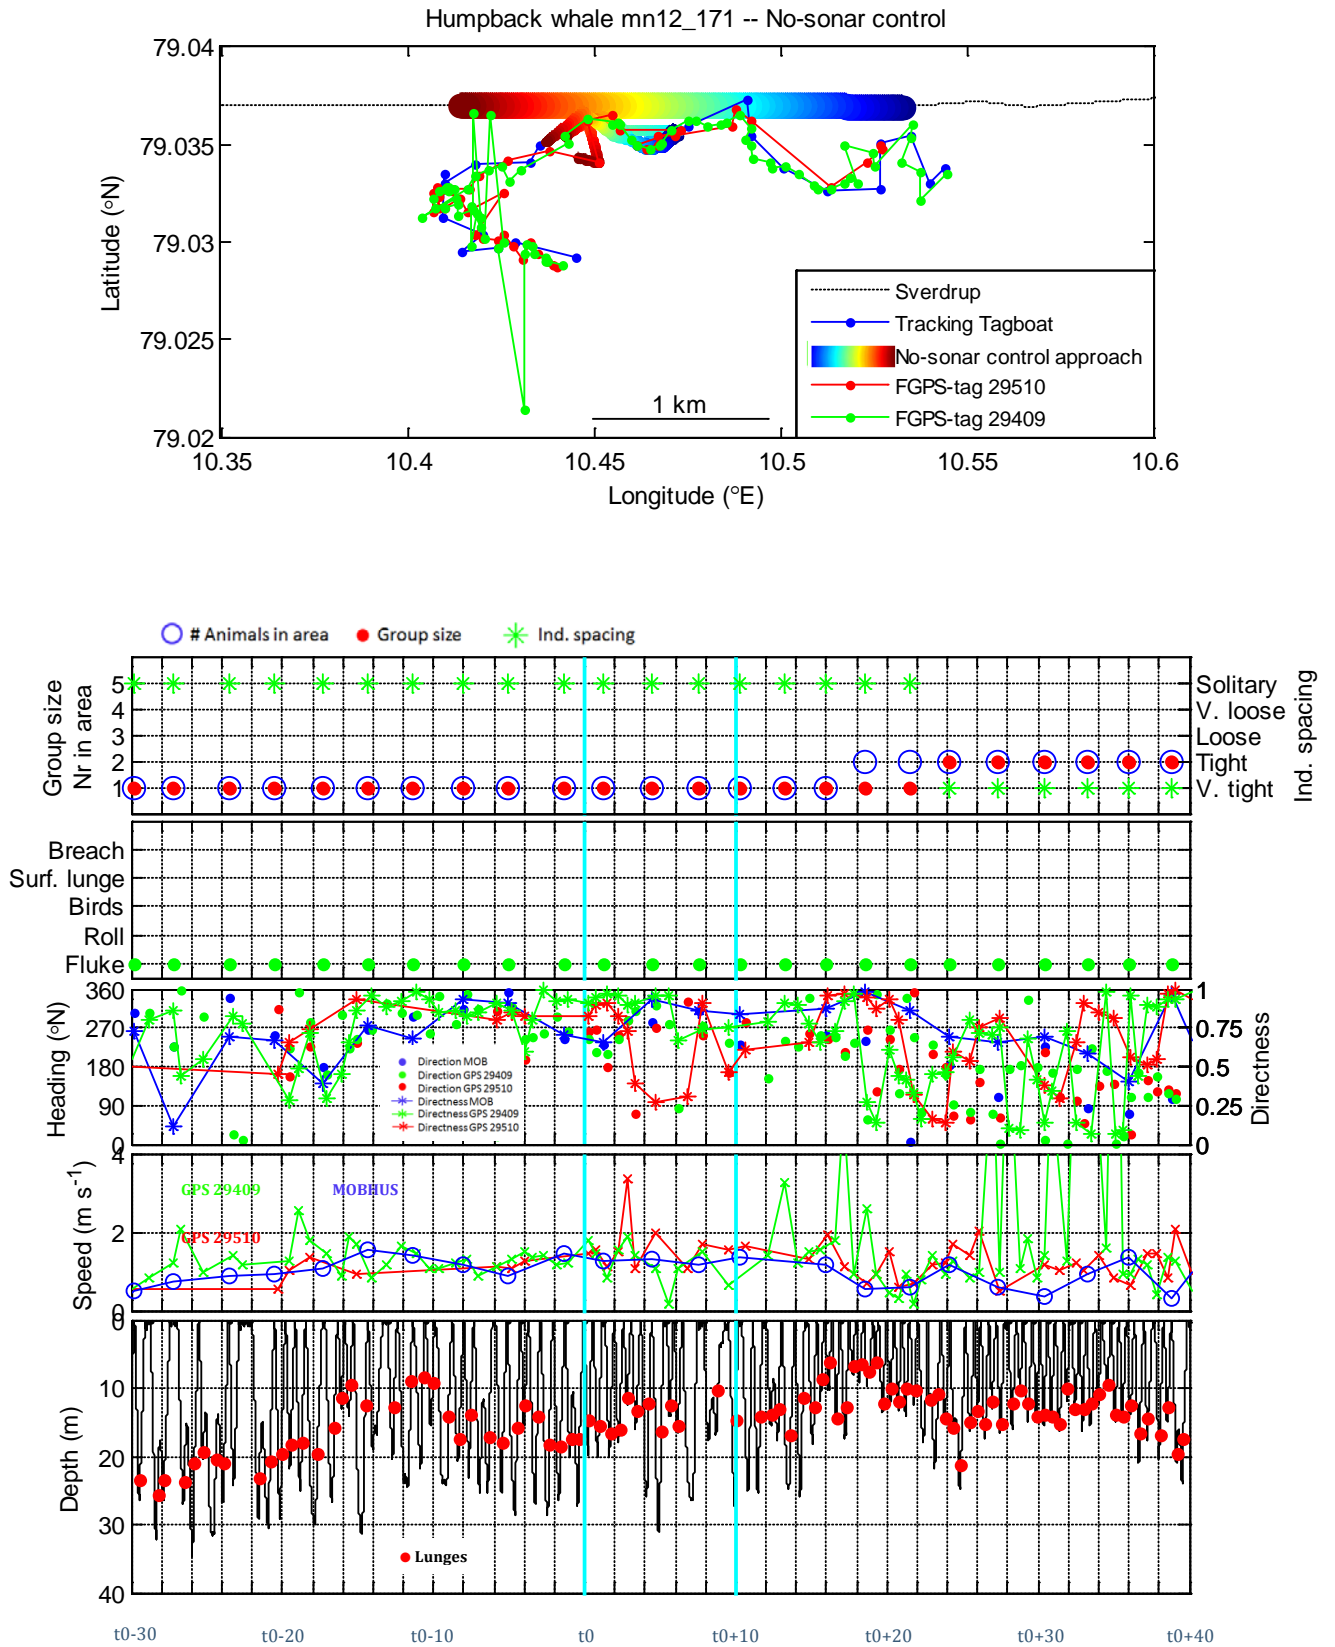 Humpback whale mn12_171 -- No-sonar control
79.04
79.035
79.03
79.025
79.02
Latitude (°N)
10.35 10.4 10.45 10.5 10.55 10.6
Longitude (°E)
1 km
Sverdrup
Tracking Tagboat
No-sonar control approach
FGPS-tag 29510
FGPS-tag 29409
# Animals in area Group size Ind. spacing
Group size
Nr in area
5
4
3
2
1
Solitary
V. loose
Loose
Tight
V. tight
Ind. spacing
Breach
Surf. lunge
Birds
Roll
Fluke
Heading (°N)
360
270
180
90
0
1
0.75
0.5
0.25
0
Directness
Direction MOB
Direction GPS 29409
Direction GPS 29510
Directness MOB
Directness GPS 29409
Directness GPS 29510
Speed (m s-1)
4
2
0
GPS 29409 MOBHUS
GPS 29510
Depth (m)
0
10
20
30
40
Lunges
t0-30 t0-20 t0-10 t0 t0+10 t0+20 t0+30 t0+40